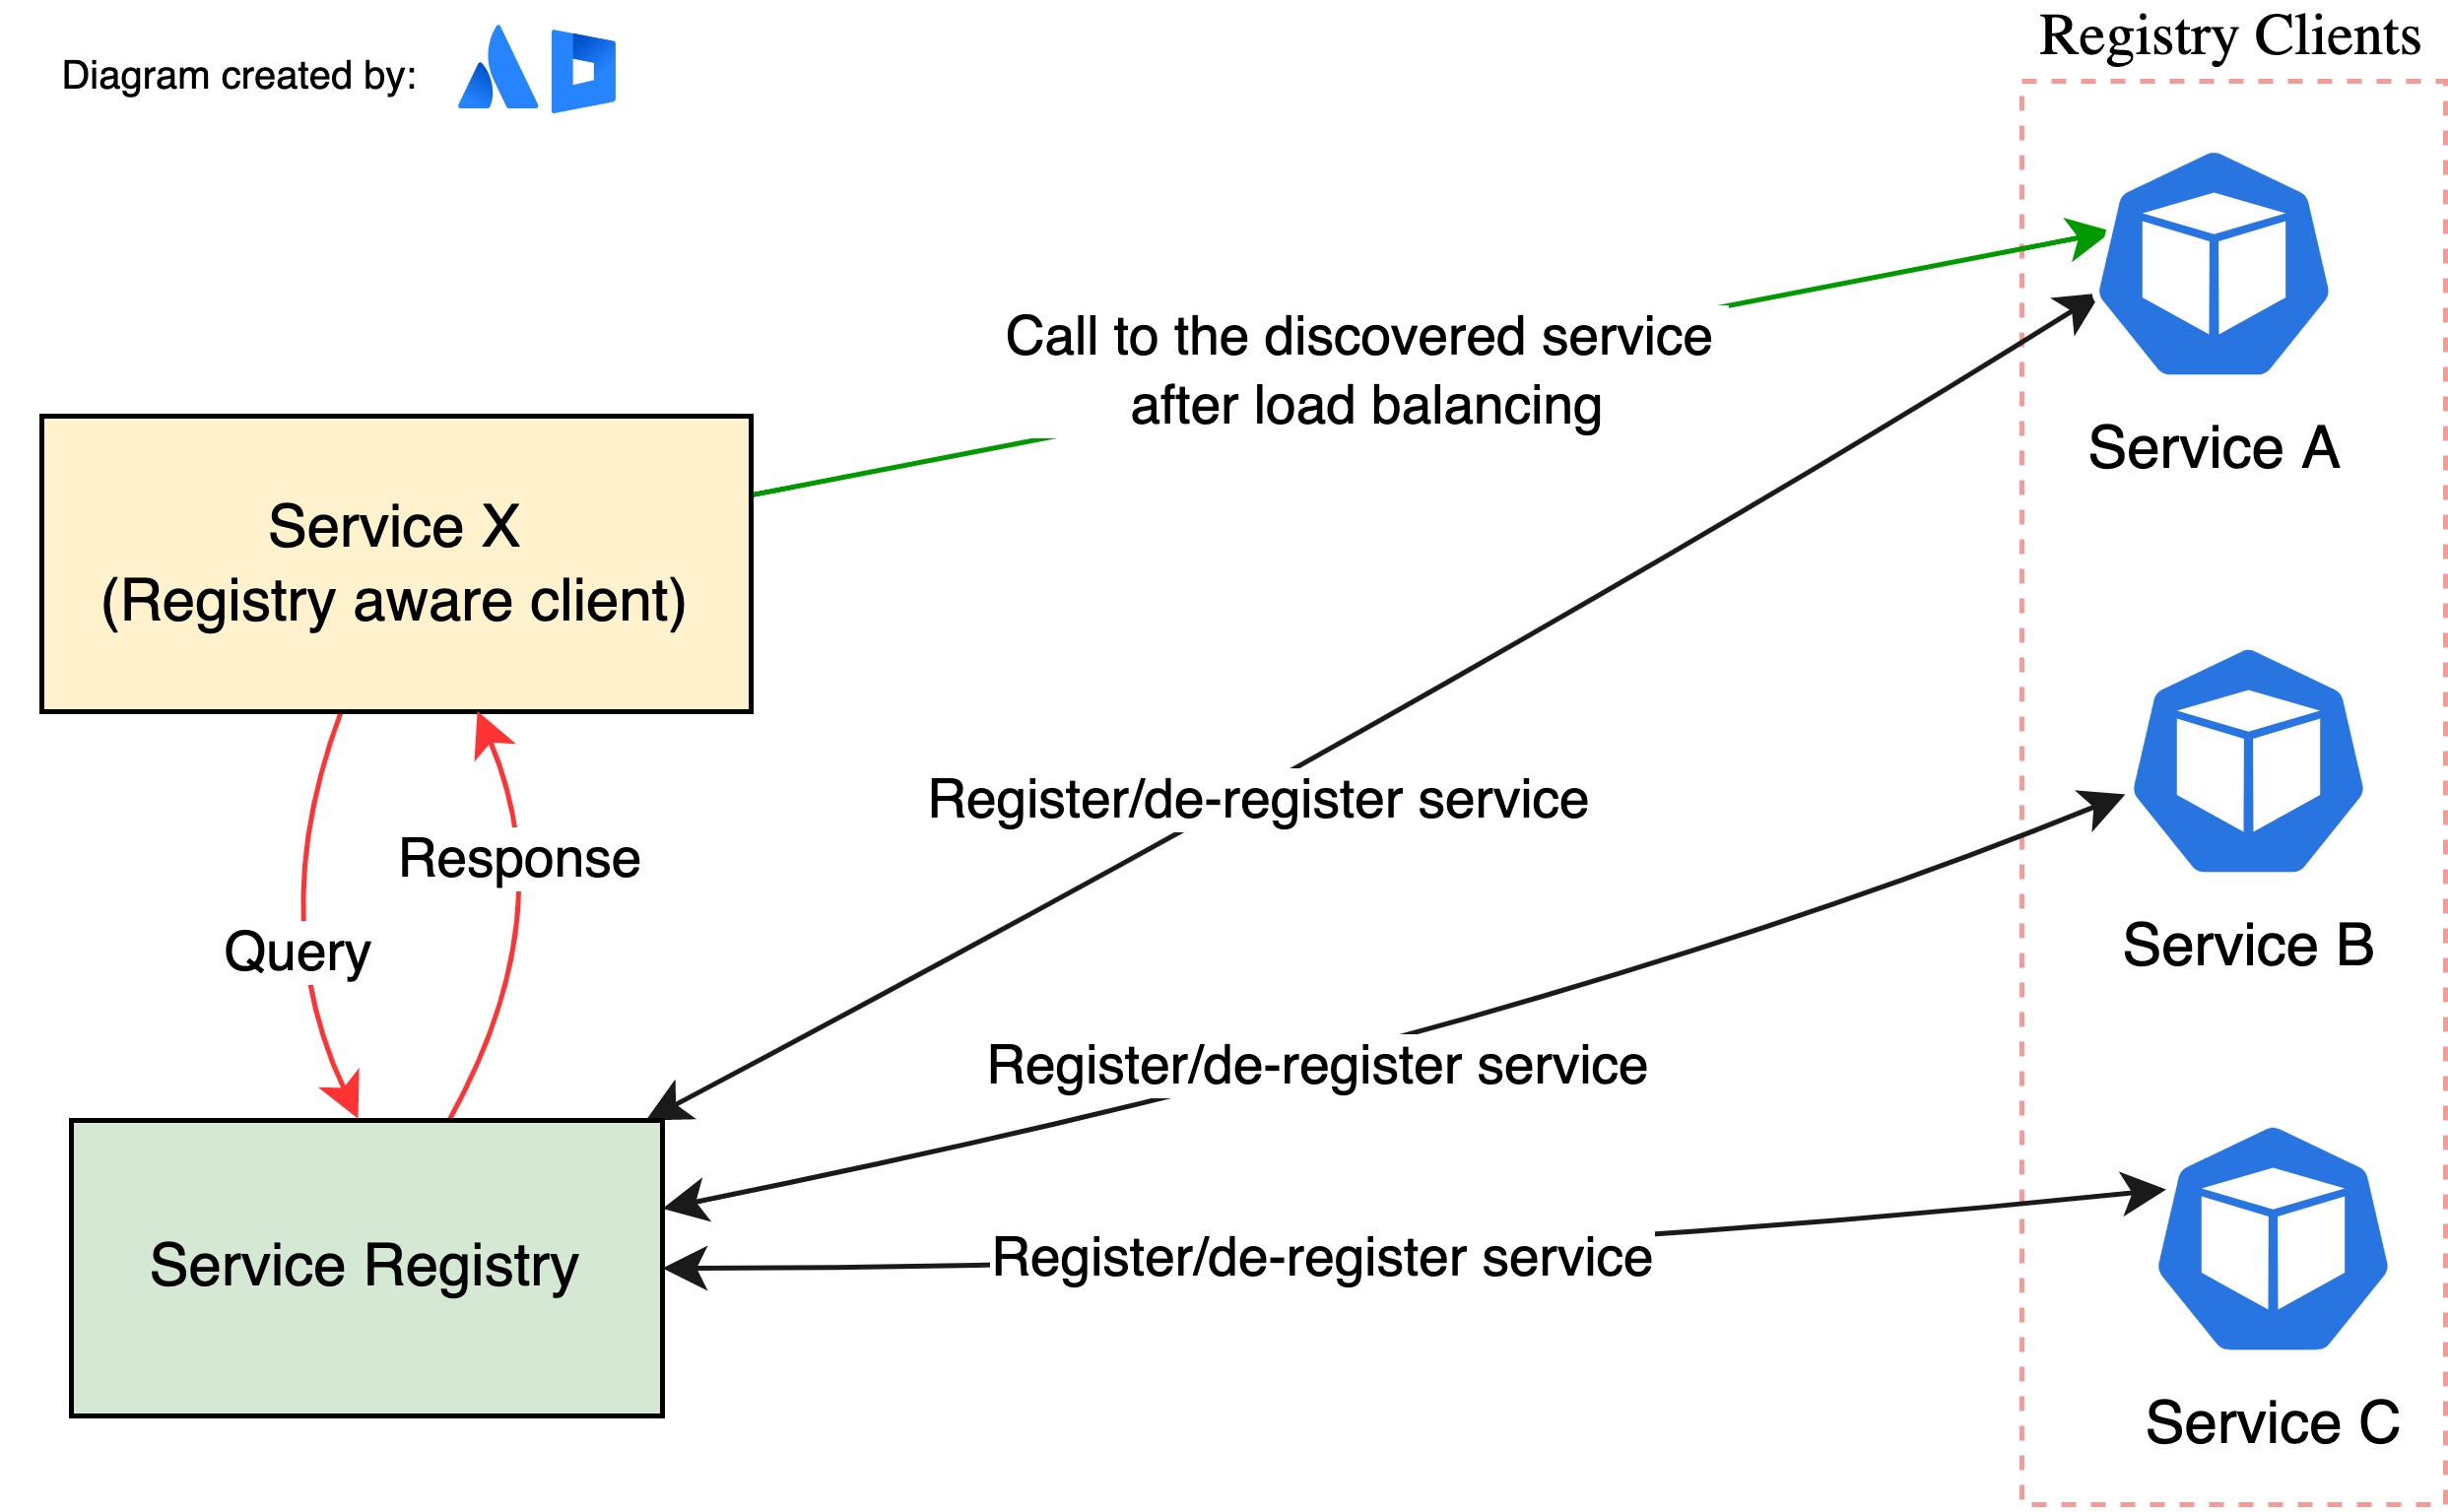 Diagram created by:
Registry Clients
Call to the discovered service
after load balancing
Service A
Service X
(Registry aware client)
Register/de-register service
Response
Query
Service B
Register/de-register service
Service Registry
Register/de-register service
Service C